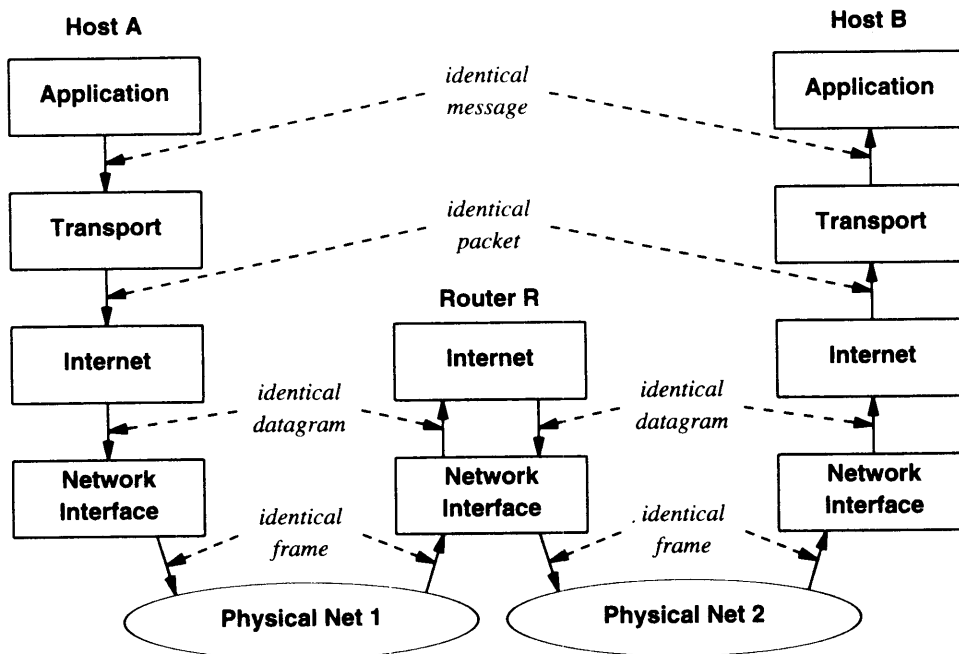 Host A
Host B
Application
identical
message
Application
Transport
identical
packet
Transport
Router R
Internet
Internet
Internet
identical
datagram
identical
datagram
Network
Interface
Network
Interface
Network
Interface
identical
frame
identical
frame
Physical Net 1
Physical Net 2